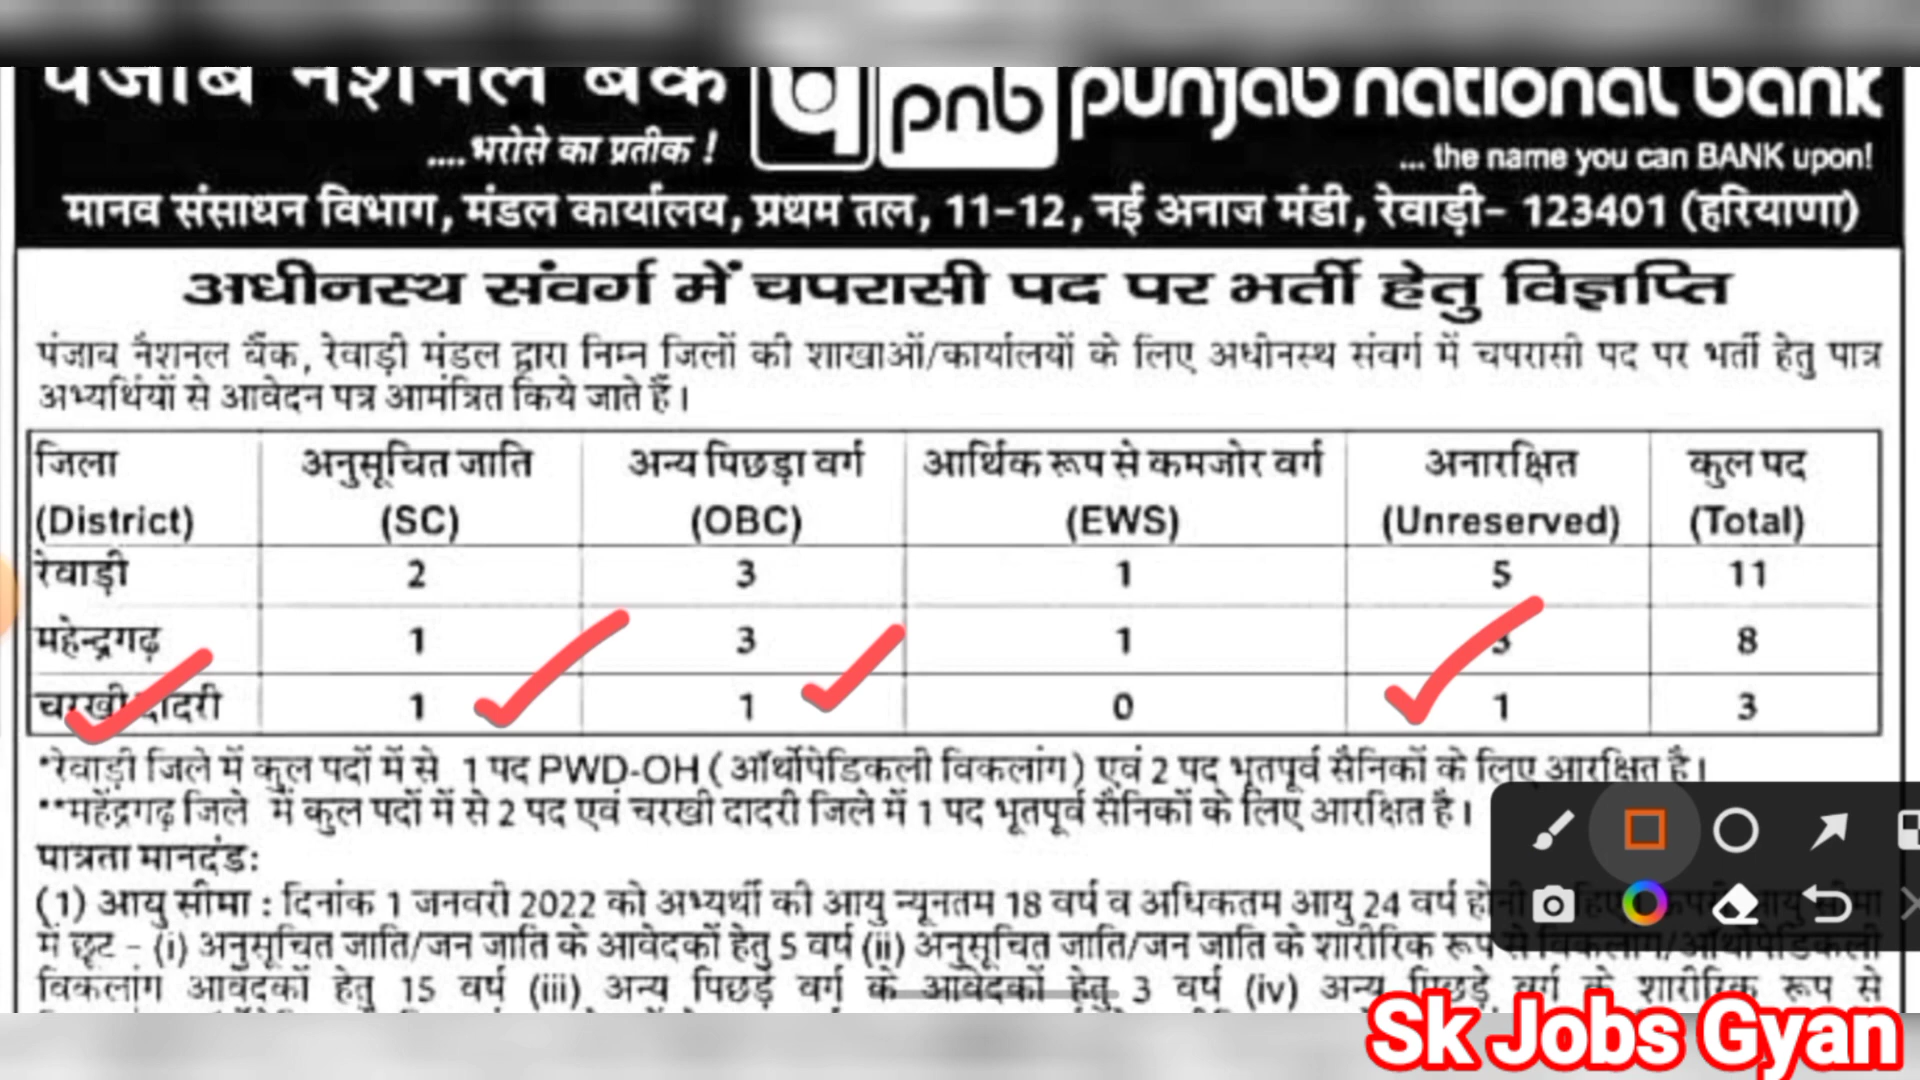 पंजाब नैशनल बैंक pnb punjab national bank
....भरोसे का प्रतीक ! ... the name you can BANK upon!
मानव संसाधन विभाग, मंडल कार्यालय, प्रथम तल, 11-12, नई अनाज मंडी, रेवाड़ी- 123401 (हरियाणा)
अधीनस्थ संवर्ग में चपरासी पद पर भर्ती हेतु विज्ञप्ति
पंजाब नैशनल बैंक, रेवाड़ी मंडल द्वारा निम्न जिलों की शाखाओं/कार्यालयों के लिए अधीनस्थ संवर्ग में चपरासी पद पर भर्ती हेतु पात्र
अभ्यर्थियों से आवेदन पत्र आमंत्रित किये जाते हैं।
जिला अनुसूचित जाति अन्य पिछड़ा वर्ग आर्थिक रूप से कमजोर वर्ग अनारक्षित कुल पद
(District) (SC) (OBC) (EWS) (Unreserved) (Total)
रेवाड़ी 2 3 1 5 11
महेन्द्रगढ़ 1 3 1 3 8
चरखी दादरी 1 1 0 1 3
*रेवाड़ी जिले में कुल पदों में से 1 पद PWD-OH ( ऑर्थोपेडिकली विकलांग) एवं 2 पद भूतपूर्व सैनिकों के लिए आरक्षित है।
**महेंद्रगढ़ जिले में कुल पदों में से 2 पद एवं चरखी दादरी जिले में 1 पद भूतपूर्व सैनिकों के लिए आरक्षित है।
पात्रता मानदंड:
(1) आयु सीमा : दिनांक 1 जनवरी 2022 को अभ्यर्थी की आयु न्यूनतम 18 वर्ष व अधिकतम आयु 24 वर्ष आयु सीमा
में छूट - (i) अनुसूचित जाति/जन जाति के आवेदकों हेतु 5 वर्ष (ii) अनुसूचित जाति/जन जाति के शारीरिक रूप से विकलांग/ऑर्थोपेडिकली
विकलांग आवेदकों हेतु 15 वर्ष (iii) अन्य पिछड़े वर्ग के आवेदकों हेतु 3 वर्ष (iv) अन्य पिछड़े वर्ग के शारीरिक रूप से
Sk Jobs Gyan